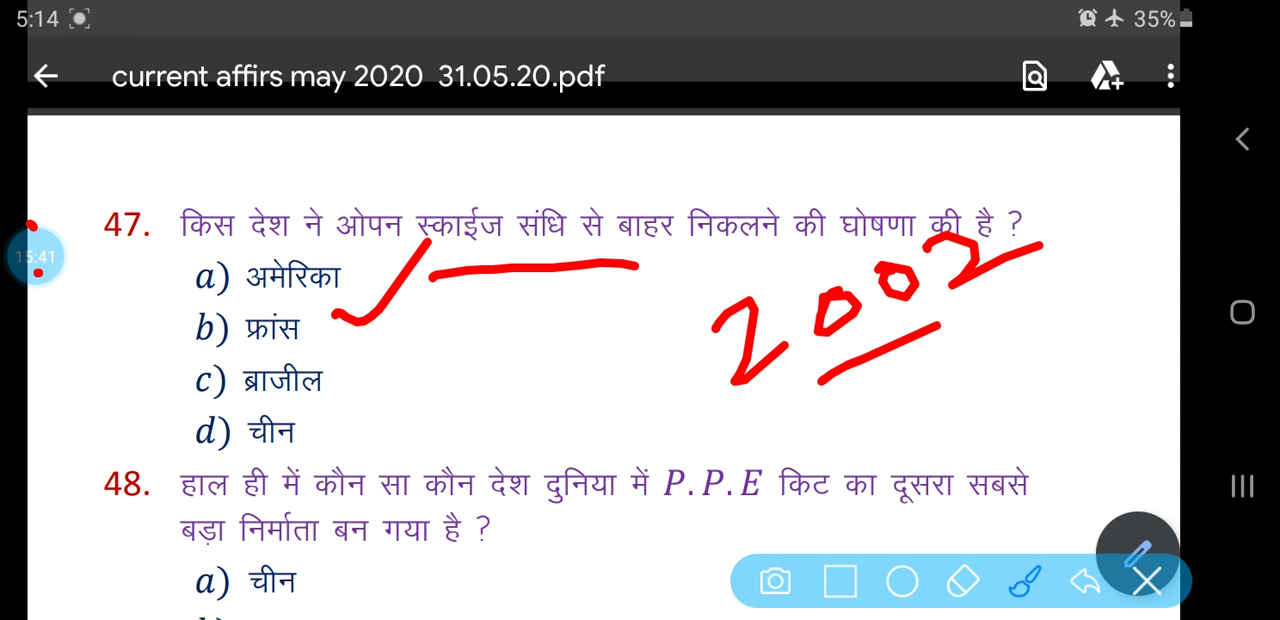 5:14 35%
current affirs may 2020 31.05.20.pdf
47. किस देश ने ओपन स्काईज संधि से बाहर निकलने की घोषणा की है ?
15:41
a) अमेरिका
2002
b) फ्रांस
c) ब्राजील
d) चीन
48. हाल ही में कौन सा कौन देश दुनिया में P.P.E किट का दूसरा सबसे
बड़ा निर्माता बन गया है ?
a) चीन